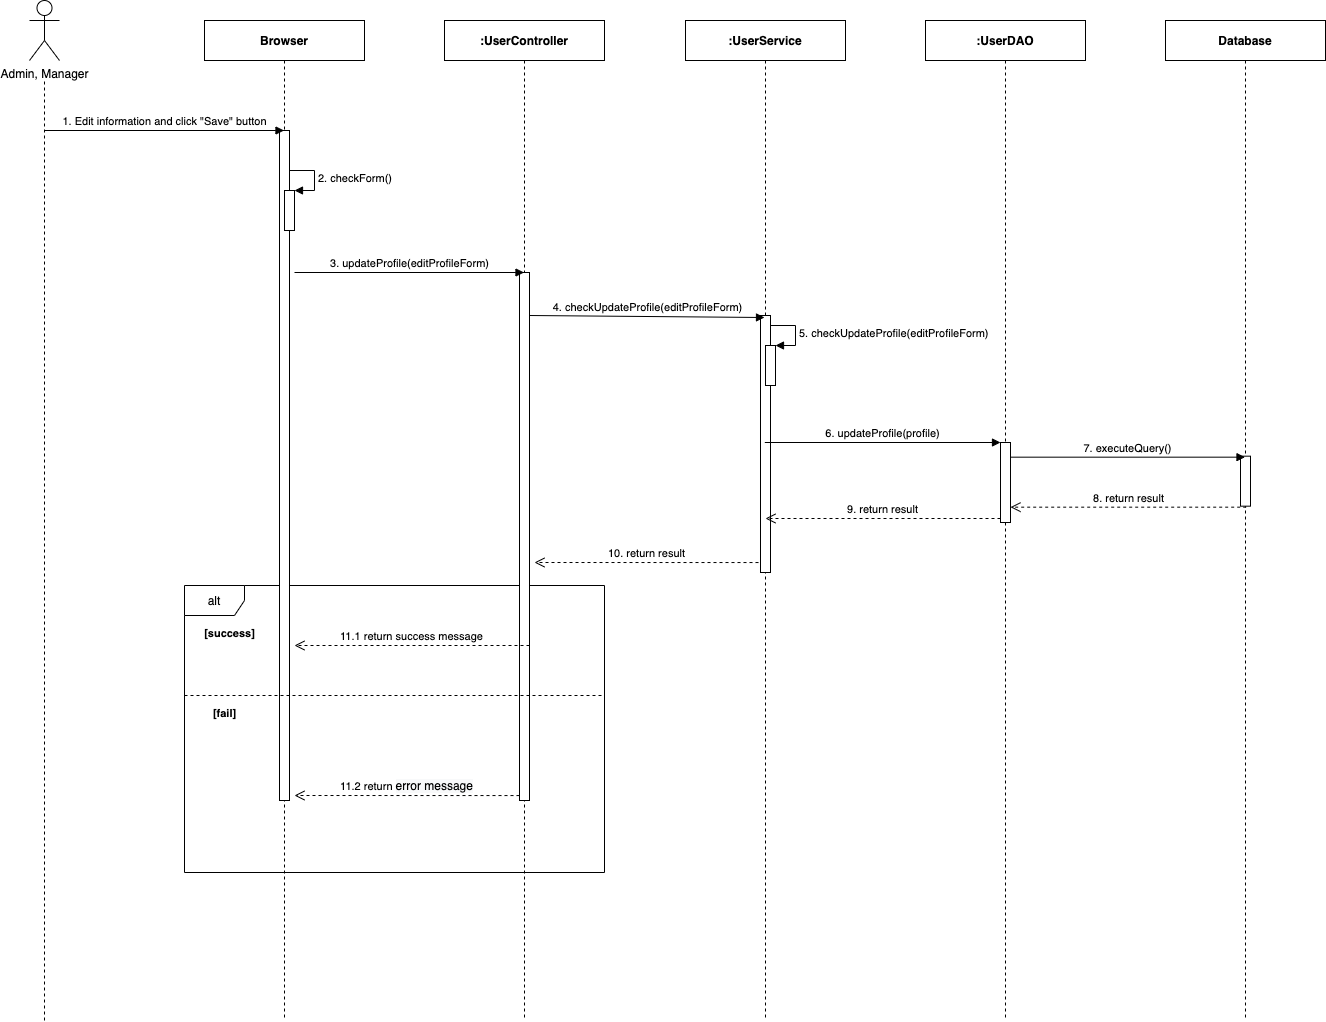 Admin, Manager
Browser
:UserController
:UserService
:UserDAO
Database
1. Edit information and click "Save" button
2. checkForm()
3. updateProfile(editProfileForm)
4. checkUpdateProfile(editProfileForm)
5. checkUpdateProfile(editProfileForm)
6. updateProfile(profile)
7. executeQuery()
8. return result
9. return result
10. return result
alt
[success]
11.1 return success message
[fail]
11.2 return error message